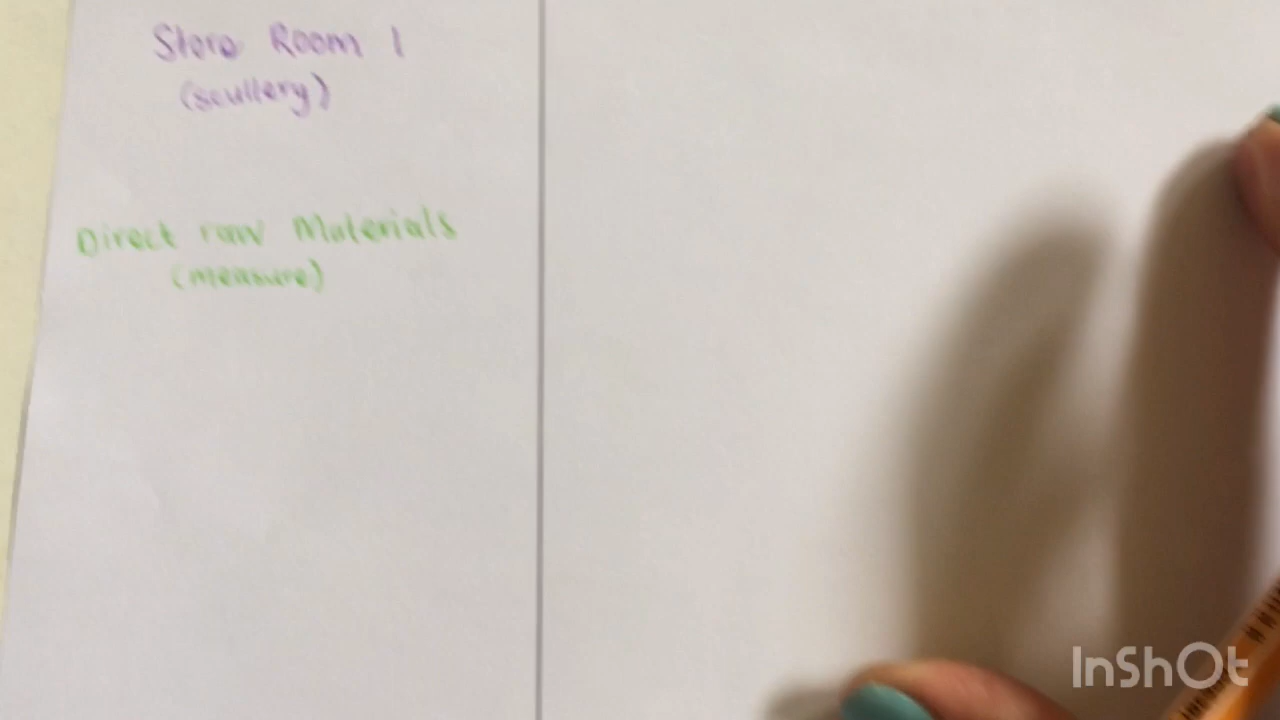 Store Room 1
(scullery)
Direct raw Materials
(measure)
InShOt